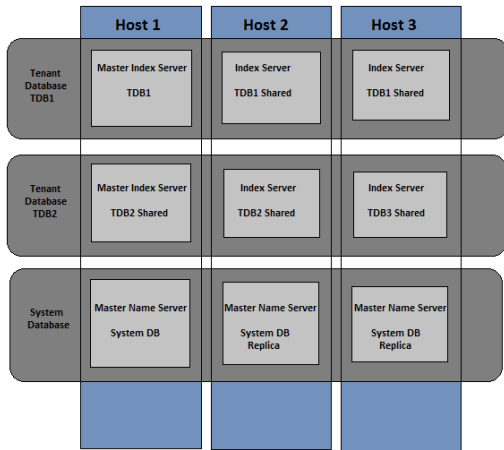 Host 1
Host 2
Host 3
Tenant
Database
TDB1
Master Index Server
TDB1
Index Server
TDB1 Shared
Index Server
TDB1 Shared
Tenant
Database
TDB2
Master Index Server
TDB2 Shared
Index Server
TDB2 Shared
Index Server
TDB3 Shared
System
Database
Master Name Server
System DB
Master Name Server
System DB
Replica
Master Name Server
System DB
Replica